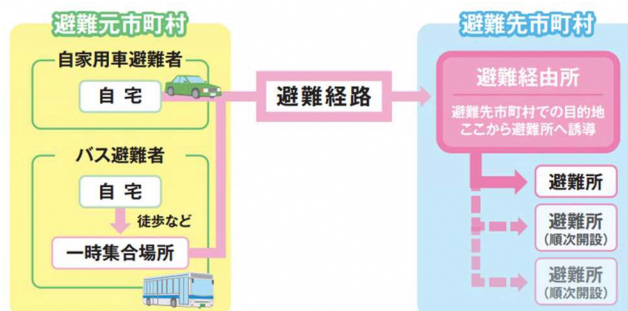 避難元市町村
自家用車避難者
自宅
バス避難者
自宅
徒歩など
一時集合場所
避難経路
避難先市町村
避難経由所
避難先市町村での目的地
ここから避難所へ誘導
避難所
避難所
(順次開設)
避難所
(順次開設)